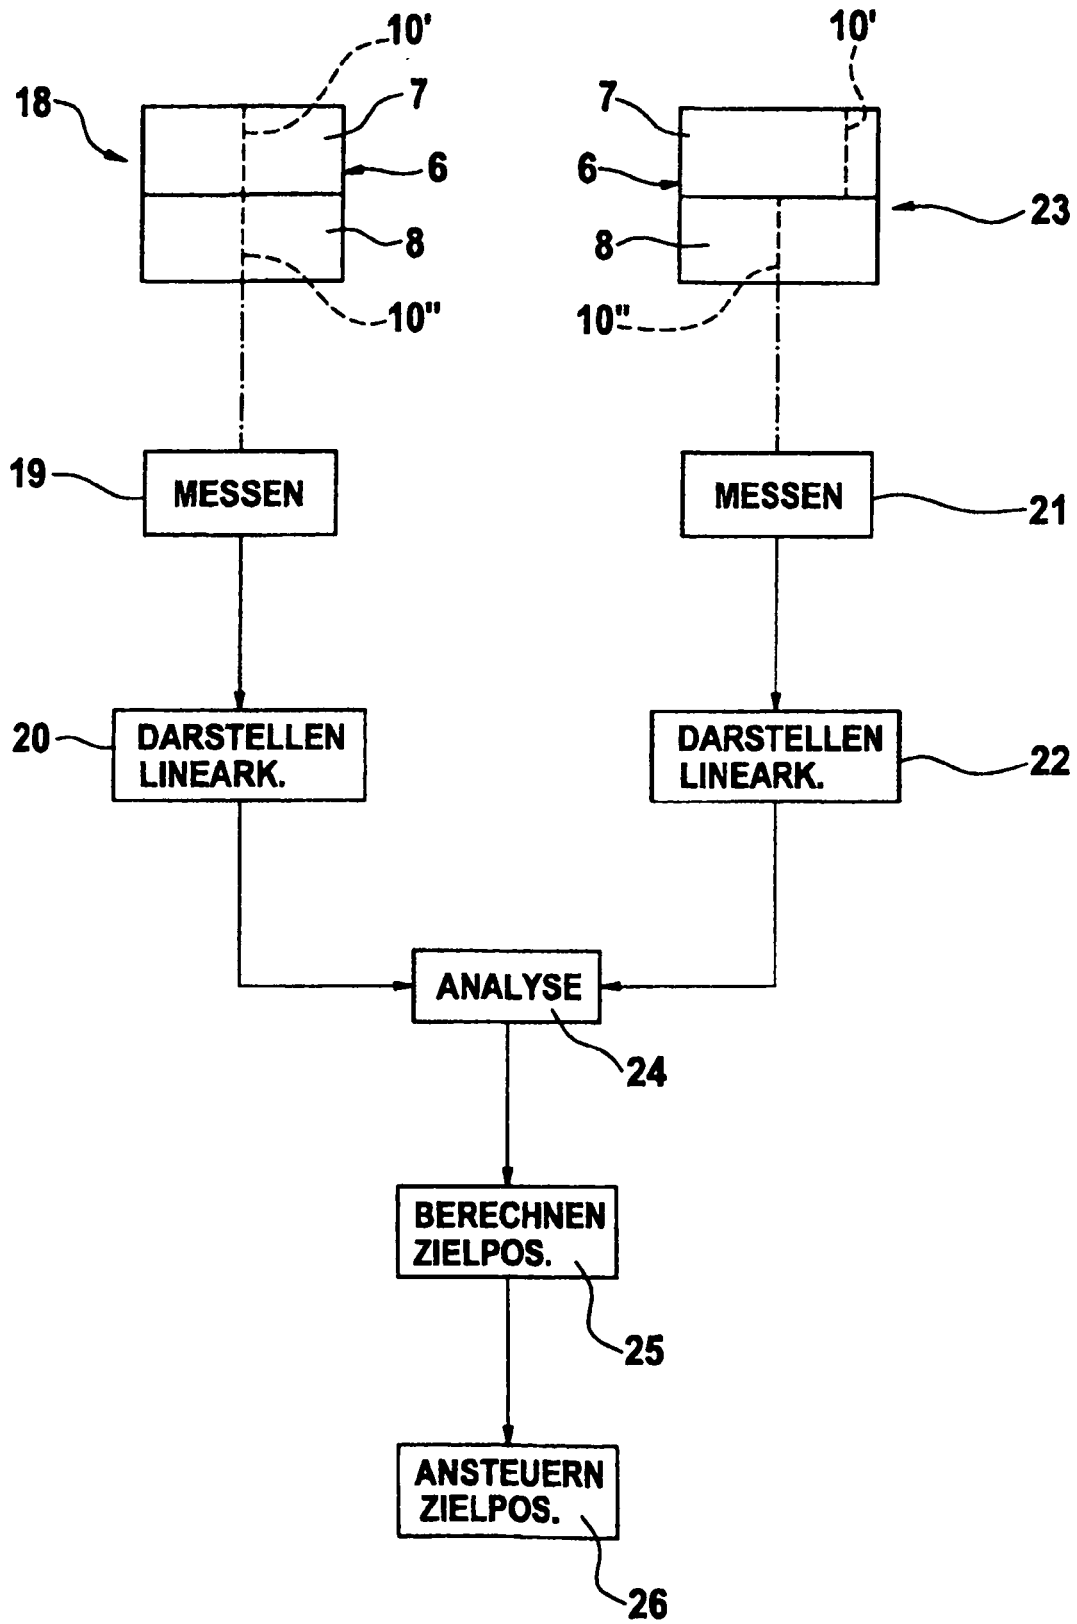 10' 10'
18 7 7
6 6
23
8 8
10" 10"
19 MESSEN MESSEN 21
20 DARSTELLEN
LINEARK.
DARSTELLEN
LINEARK. 22
ANALYSE
24
BERECHNEN
ZIELPOS.
25
ANSTEUERN
ZIELPOS.
26